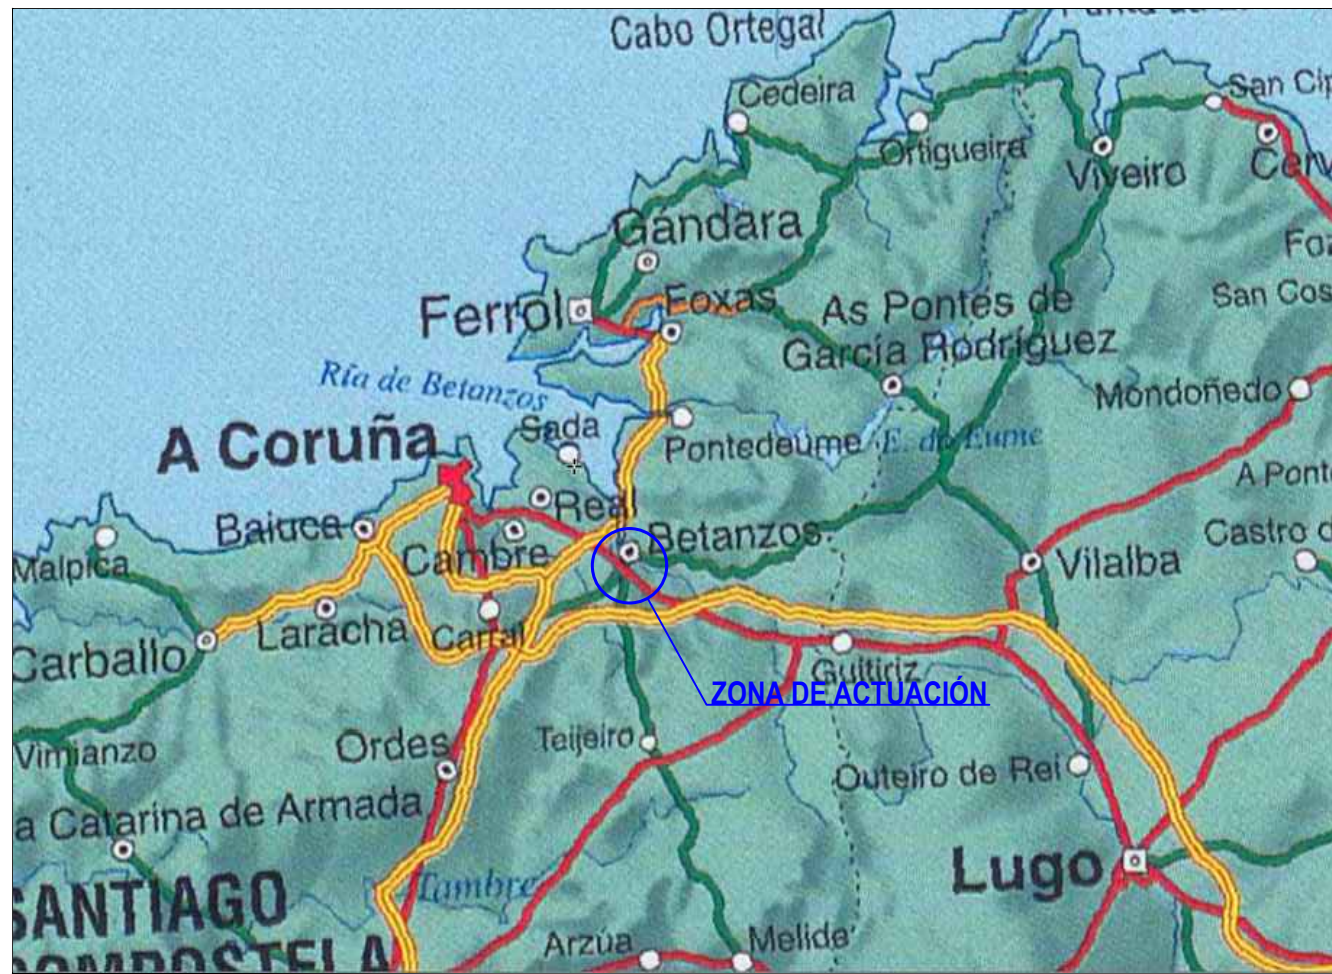 Cabo Ortegal
Cedeira
San Cip
Ortigueira
Viveiro
Cerv
Gándara
Foz
Ferrol
Foxas
As Pontes de
García Rodríguez
San Cos
Ría de Betanzos
Mondoñedo
A Coruña
Sada
Pontedeume
E. do Eume
A Pont
Real
Baiuca
Betanzos
Castro d
Cambre
Malpica
Vilalba
Laracha
Carral
Carballo
Guitiriz
ZONA DE ACTUACIÓN
Vimianzo
Ordes
Teijeiro
Outeiro de Rei
a Catarina de Armada
Lugo
Tambre
SANTIAGO
COMPOSTELA
Arzúa
Melide